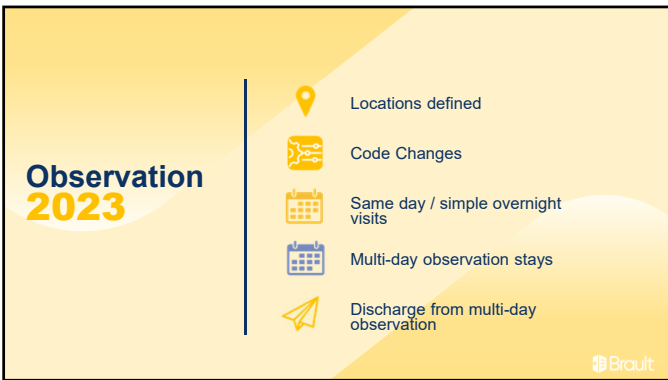 Observation
2023
Locations defined
Code Changes
Same day / simple overnight
visits
Multi-day observation stays
Discharge from multi-day
observation
Brault